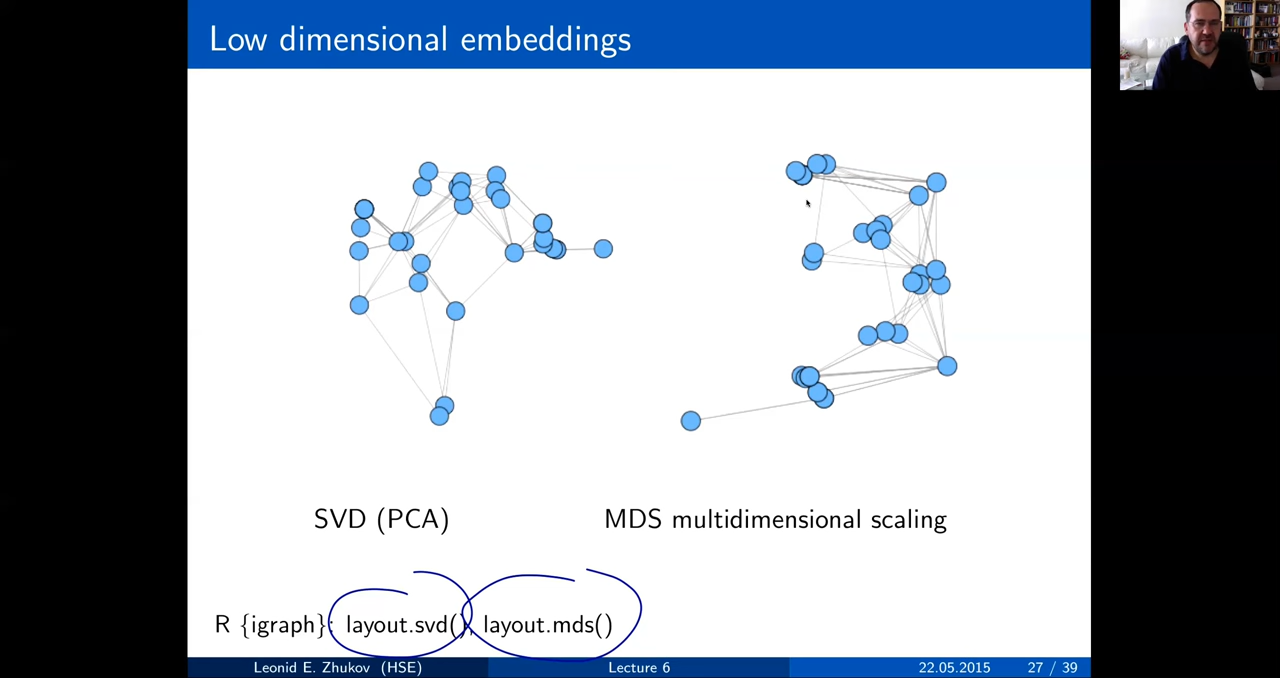 Low dimensional embeddings
SVD (PCA)
MDS multidimensional scaling
R {igraph}: layout.svd(), layout.mds()
Leonid E. Zhukov (HSE)
Lecture 6
22.05.2015
27 / 39